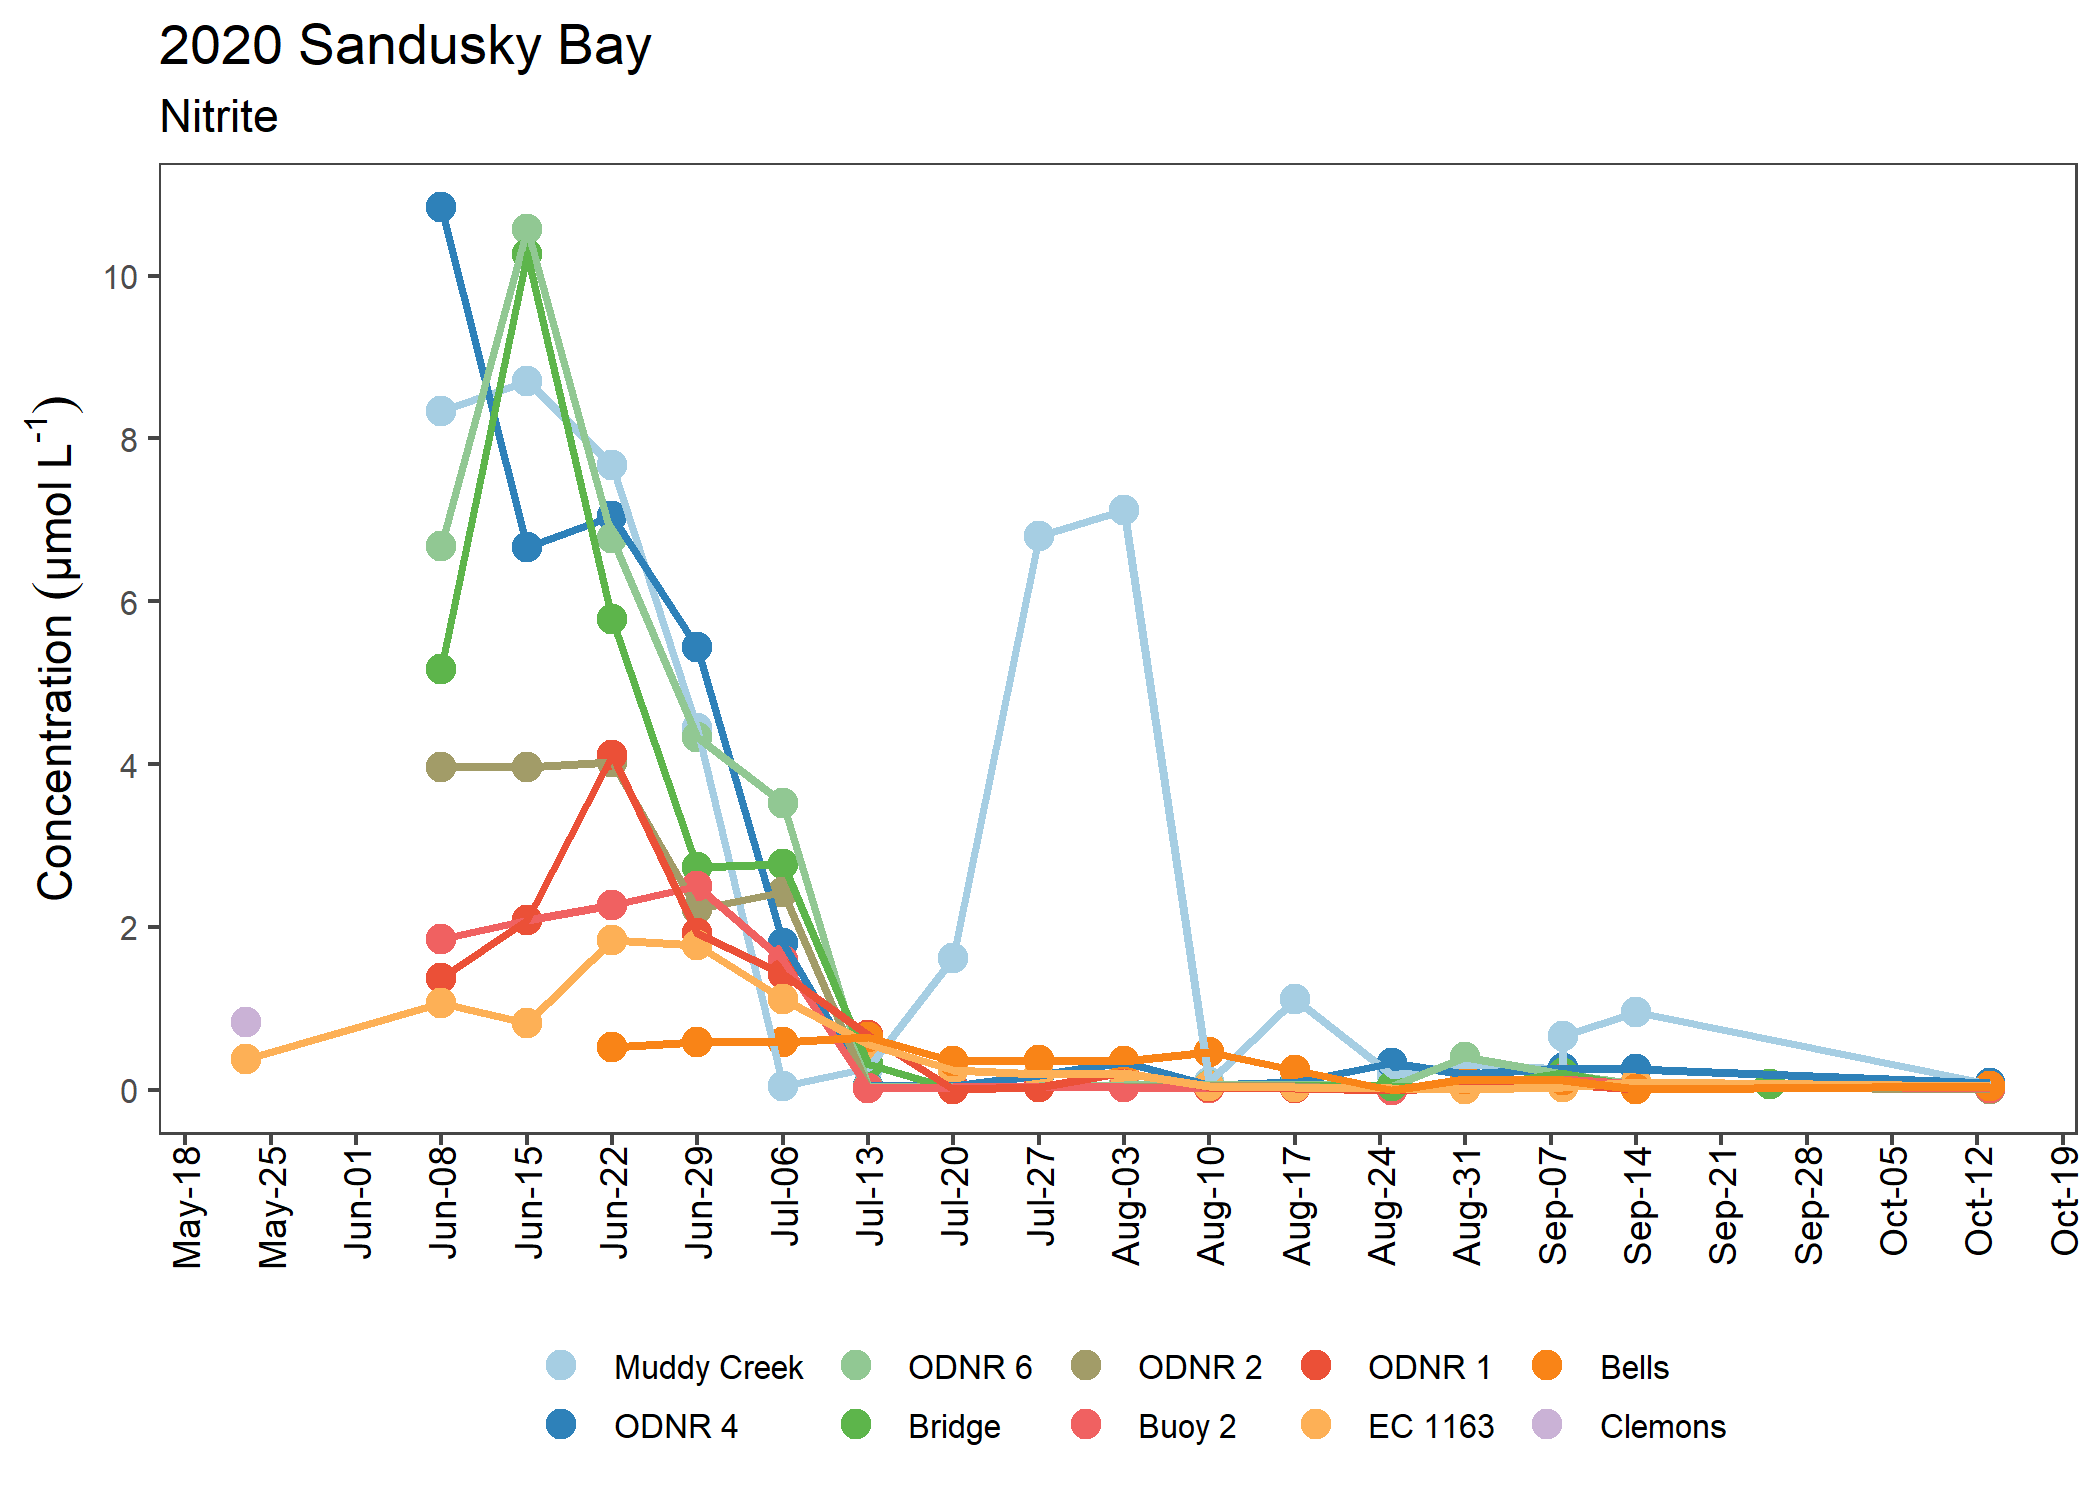 2020 Sandusky Bay
Nitrite
Concentration (µmol L⁻¹)
10
8
6
4
2
0
May-18
May-25
Jun-01
Jun-08
Jun-15
Jun-22
Jun-29
Jul-06
Jul-13
Jul-20
Jul-27
Aug-03
Aug-10
Aug-17
Aug-24
Aug-31
Sep-07
Sep-14
Sep-21
Sep-28
Oct-05
Oct-12
Oct-19
Muddy Creek ODNR 6 ODNR 2 ODNR 1 Bells
ODNR 4 Bridge Buoy 2 EC 1163 Clemons